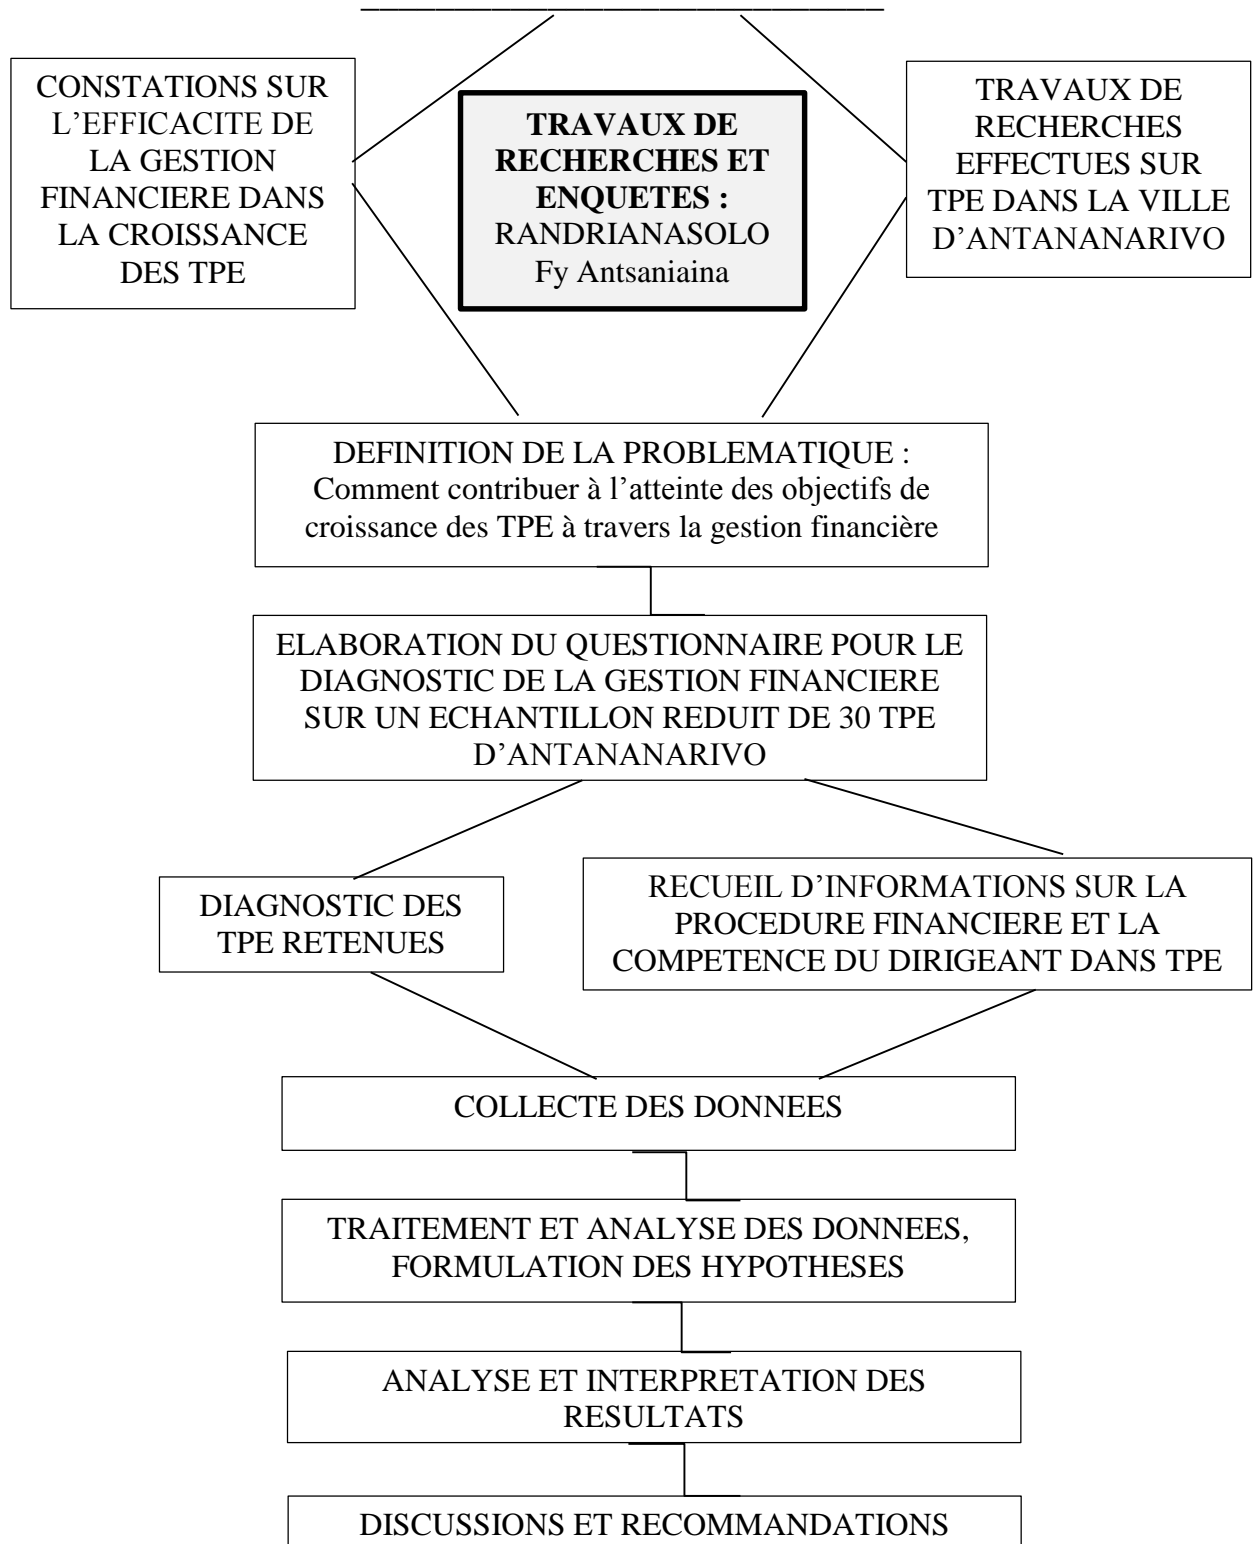 CONSTATIONS SUR
L’EFFICACITE DE
LA GESTION
FINANCIERE DANS
LA CROISSANCE
DES TPE
TRAVAUX DE
RECHERCHES ET
ENQUETES :
RANDRIANASOLO
Fy Antsaniaina
TRAVAUX DE
RECHERCHES
EFFECTUES SUR
TPE DANS LA VILLE
D’ANTANANARIVO
DEFINITION DE LA PROBLEMATIQUE :
Comment contribuer à l’atteinte des objectifs de
croissance des TPE à travers la gestion financière
ELABORATION DU QUESTIONNAIRE POUR LE
DIAGNOSTIC DE LA GESTION FINANCIERE
SUR UN ECHANTILLON REDUIT DE 30 TPE
D’ANTANANARIVO
DIAGNOSTIC DES
TPE RETENUES
RECUEIL D’INFORMATIONS SUR LA
PROCEDURE FINANCIERE ET LA
COMPETENCE DU DIRIGEANT DANS TPE
COLLECTE DES DONNEES
TRAITEMENT ET ANALYSE DES DONNEES,
FORMULATION DES HYPOTHESES
ANALYSE ET INTERPRETATION DES
RESULTATS
DISCUSSIONS ET RECOMMANDATIONS